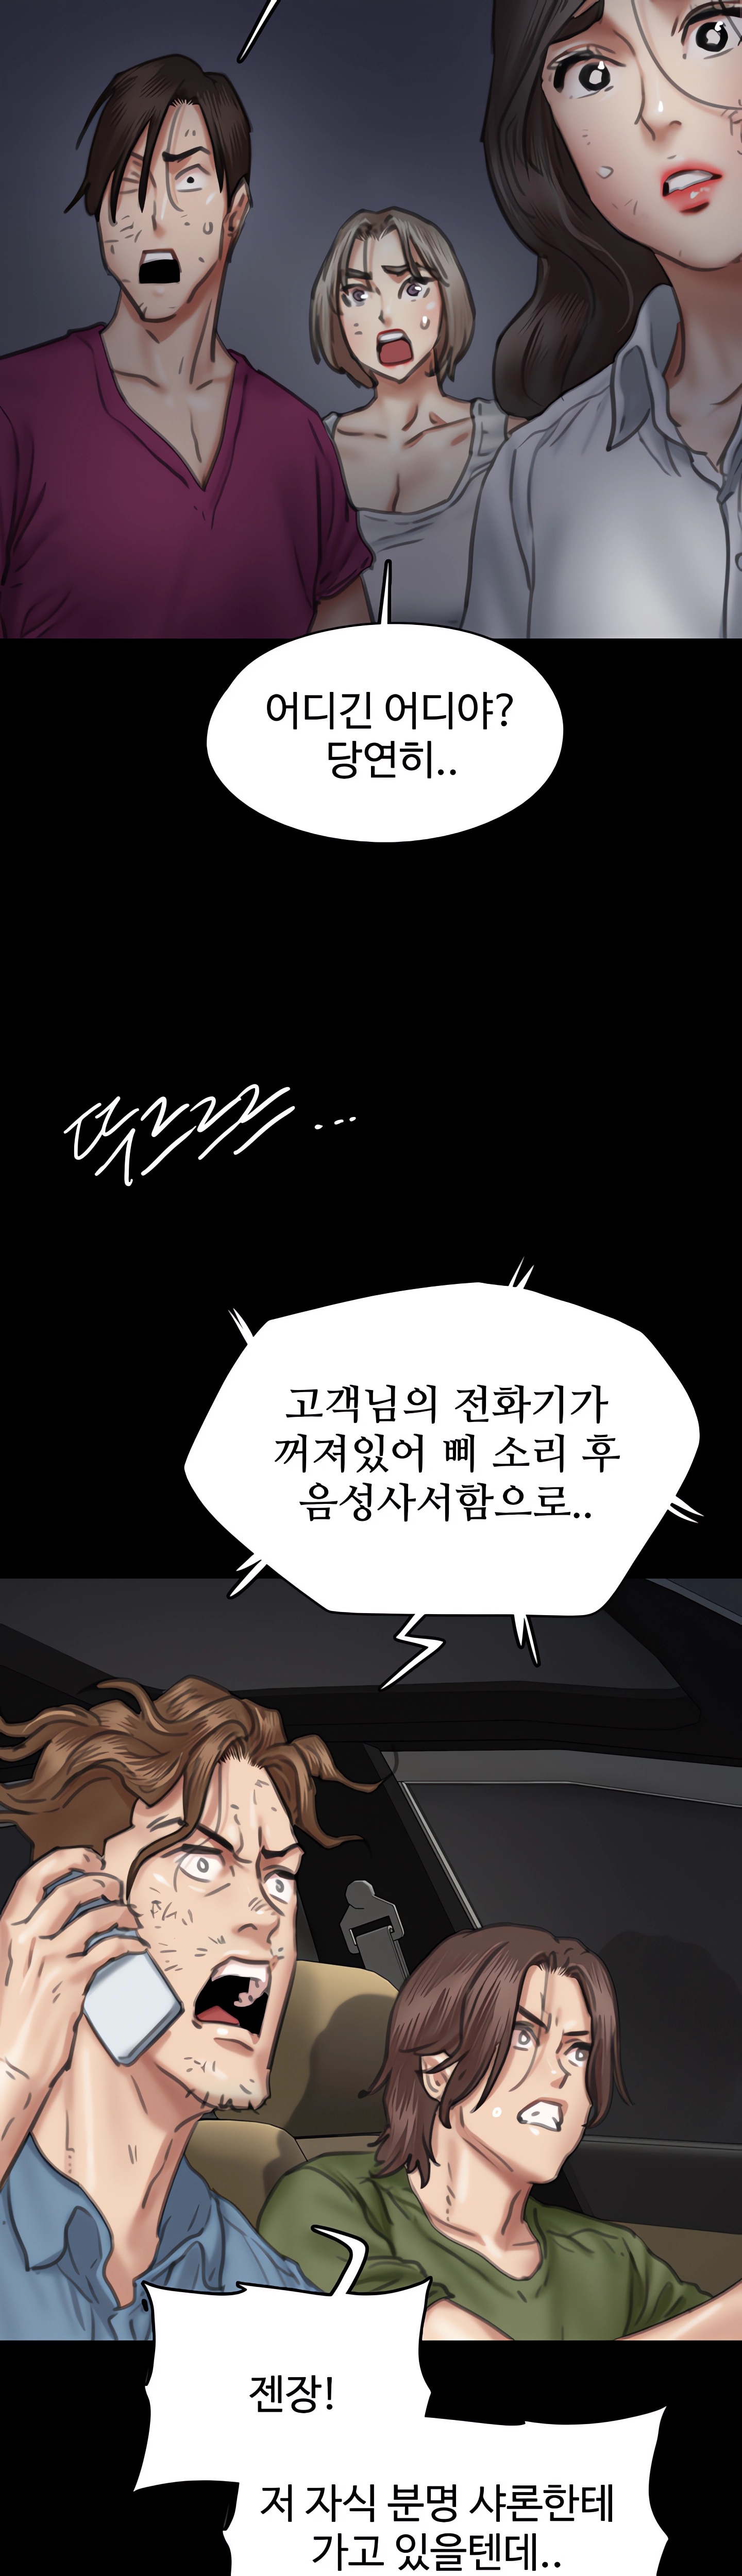 어디긴 어디야?
당연히..
뚜르르르...
고객님의 전화기가
꺼져있어 삐 소리 후
음성사서함으로..
젠장!
저 자식 분명 샤론한테
가고 있을텐데..